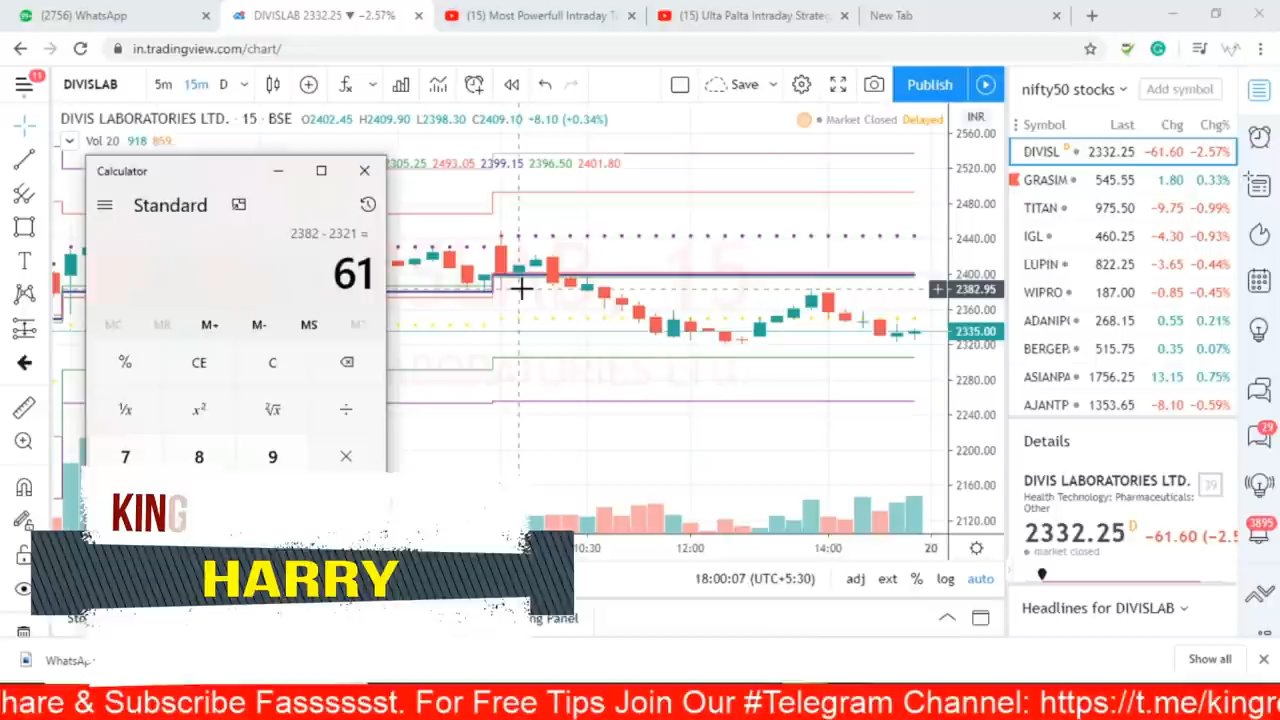 (2756) WhatsApp
DIVISLAB 2332.25 ▼ −2.57%
(15) Most Powerfull Intraday T
(15) Ulta Palta Intraday Strateg
New Tab
in.tradingview.com/chart/
11
DIVISLAB
5m
15m
D
Save
Publish
nifty50 stocks
Add symbol
DIVIS LABORATORIES LTD. · 15 · BSE O2402.45 H2409.90 L2398.30 C2409.10 +8.10 (+0.34%)
Market Closed
Delayed
INR
Vol 20 918 859
2305.25 2493.05 2399.15 2396.50 2401.80
Calculator
Standard
2382 - 2321 =
61
MC MR M+ M- MS
% CE C
¹/x x² ²√x ÷
7 8 9 ×
2560.00
2520.00
2480.00
2440.00
2400.00
2382.95
2360.00
2335.00
2320.00
2280.00
2240.00
2200.00
2160.00
2120.00
10:30
12:00
14:00
20
18:00:07 (UTC+5:30)
adj
ext
%
log
auto
Symbol Last Chg Chg%
DIVISL D 2332.25 −61.60 −2.57%
GRASIM 545.55 1.80 0.33%
TITAN 975.50 −9.75 −0.99%
IGL 460.25 −4.30 −0.93%
LUPIN 822.25 −3.65 −0.44%
WIPRO 187.00 −0.85 −0.45%
ADANIP 268.15 0.55 0.21%
BERGEP 515.75 0.35 0.07%
ASIANPA 1756.25 13.15 0.75%
AJANTP 1353.65 −8.10 −0.59%
Details
DIVIS LABORATORIES LTD.
39
Health Technology: Pharmaceuticals:
Other
2332.25 D −61.60 (−2.5
market closed
Headlines for DIVISLAB
29
3895
KING
HARRY
ng Panel
WhatsAp
Show all
hare & Subscribe Fasssssst. For Free Tips Join Our #Telegram Channel: https://t.me/kingr